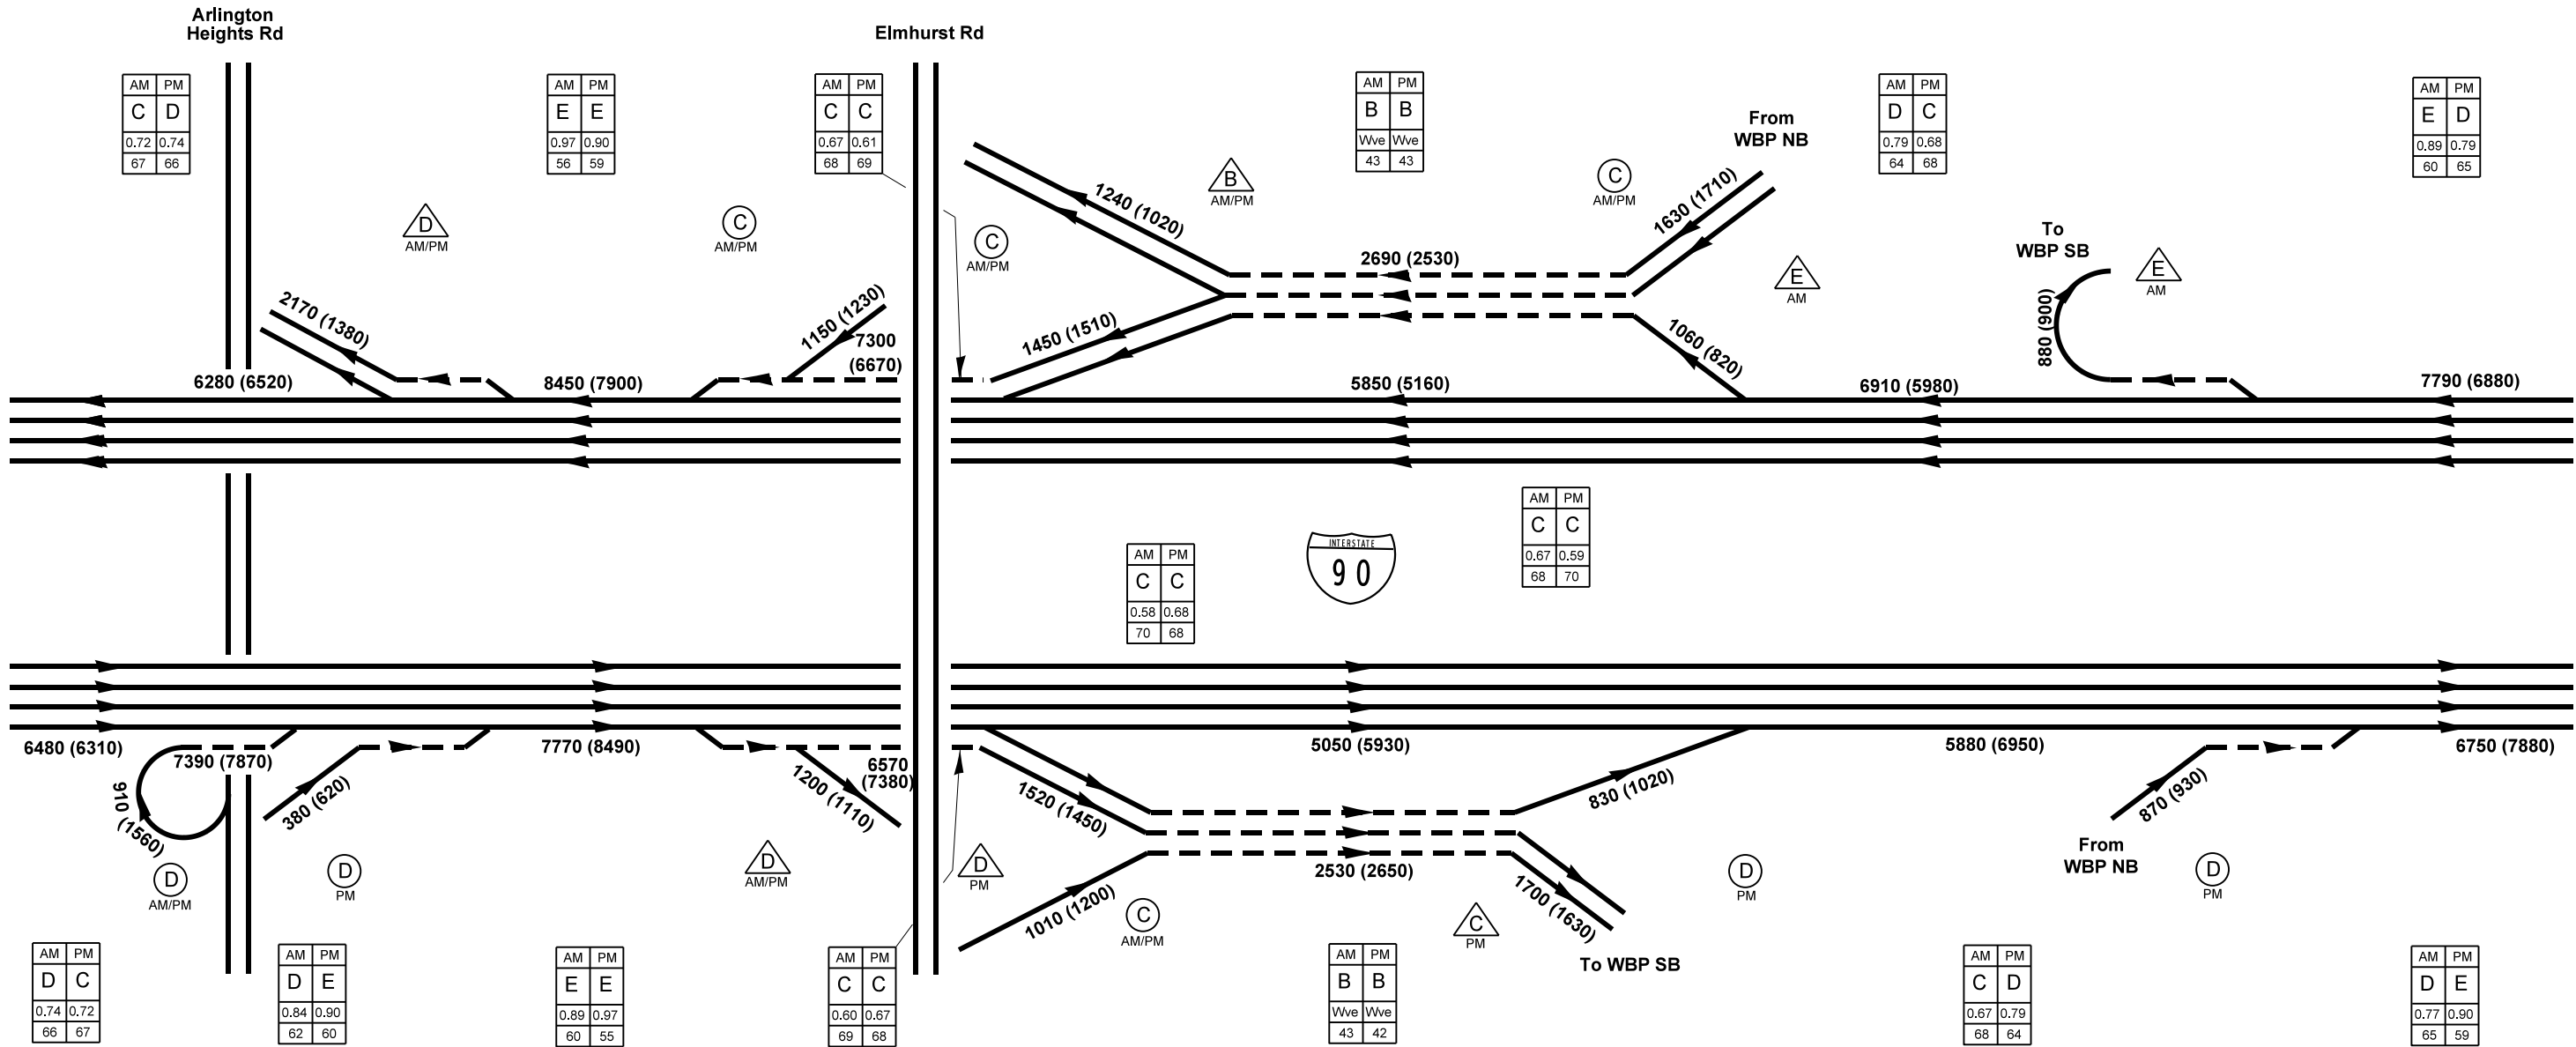 Arlington
Heights Rd
Elmhurst Rd
AM PM
C D
0.72 0.74
67 66
AM PM
E E
0.97 0.90
56 59
AM PM
C C
0.67 0.61
68 69
AM PM
B B
Wve Wve
43 43
AM PM
D C
0.79 0.68
64 68
AM PM
E D
0.89 0.79
60 65
From
WBP NB
D
AM/PM
C
AM/PM
C
AM/PM
B
AM/PM
C
AM/PM
E
AM
To
WBP SB
E
AM
2170 (1380)
1150 (1230)
7300
(6670)
1240 (1020)
1450 (1510)
2690 (2530)
1630 (1710)
1060 (820)
880 (900)
6280 (6520)
8450 (7900)
5850 (5160)
6910 (5980)
7790 (6880)
AM PM
C C
0.58 0.68
70 68
INTERSTATE
90
AM PM
C C
0.67 0.59
68 70
6480 (6310)
7390 (7870)
7770 (8490)
6570
(7380)
5050 (5930)
5880 (6950)
6750 (7880)
910
(1560)
380 (620)
1200 (1110)
1520 (1450)
1010 (1200)
2530 (2650)
830 (1020)
1700 (1630)
870 (930)
From
WBP NB
To WBP SB
D
AM/PM
D
PM
D
AM/PM
D
PM
C
AM/PM
C
PM
D
PM
D
PM
AM PM
D C
0.74 0.72
66 67
AM PM
D E
0.84 0.90
62 60
AM PM
E E
0.89 0.97
60 55
AM PM
C C
0.60 0.67
69 68
AM PM
B B
Wve Wve
43 42
AM PM
C D
0.67 0.79
68 64
AM PM
D E
0.77 0.90
65 59